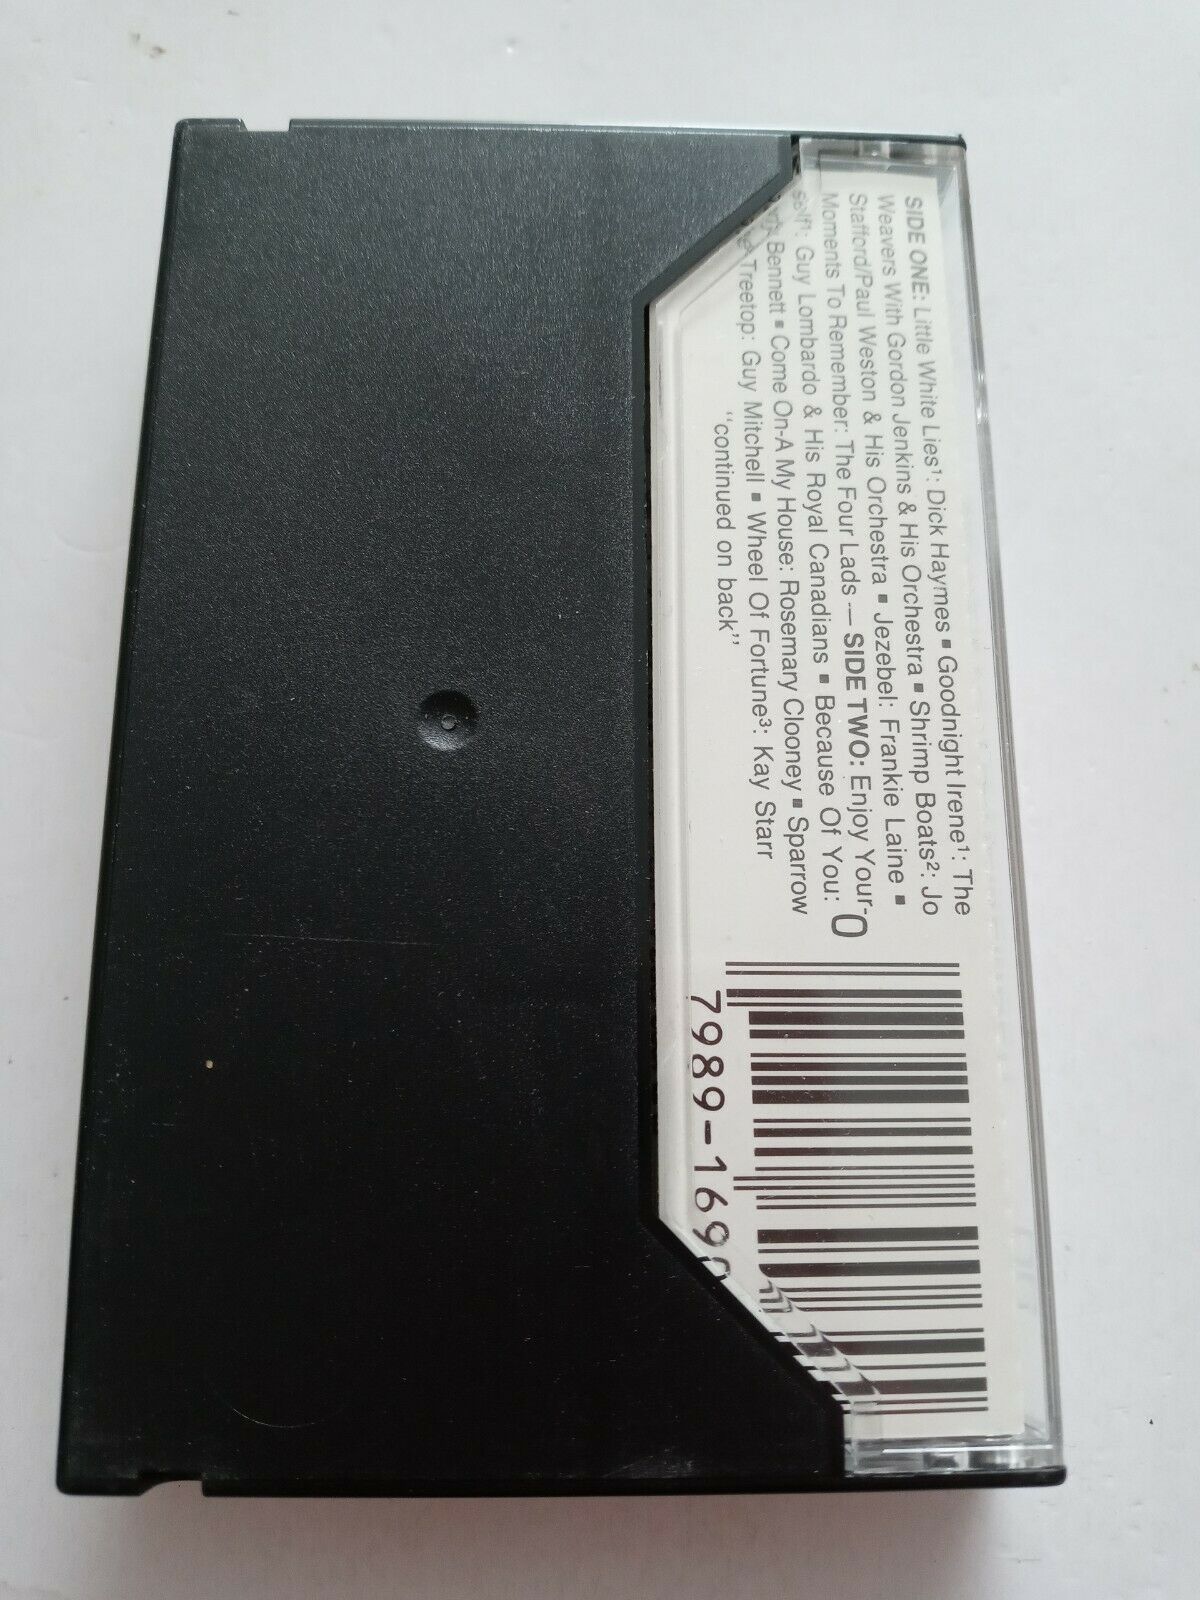 SIDE ONE: Little White Lies¹: Dick Haymes ▪ Goodnight Irene¹: The
Weavers With Gordon Jenkins & His Orchestra ▪ Shrimp Boats²: Jo
Stafford/Paul Weston & His Orchestra ▪ Jezebel: Frankie Laine ▪
Moments To Remember: The Four Lads — SIDE TWO: Enjoy Your-
self¹: Guy Lombardo & His Royal Canadians ▪ Because Of You:
Bennett ▪ Come On-A My House: Rosemary Clooney ▪ Sparrow
Treetop: Guy Mitchell ▪ Wheel Of Fortune³: Kay Starr
"continued on back"
0
7989-169